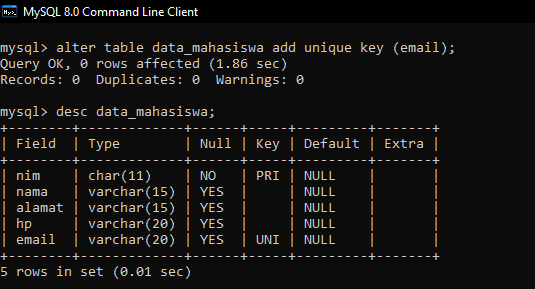 MySQL 8.0 Command Line Client
mysql> alter table data_mahasiswa add unique key (email);
Query OK, 0 rows affected (1.86 sec)
Records: 0  Duplicates: 0  Warnings: 0
mysql> desc data_mahasiswa;
+--------+-------------+------+-----+---------+-------+
| Field  | Type        | Null | Key | Default | Extra |
+--------+-------------+------+-----+---------+-------+
| nim    | char(11)    | NO   | PRI | NULL    |       |
| nama   | varchar(15) | YES  |     | NULL    |       |
| alamat | varchar(15) | YES  |     | NULL    |       |
| hp     | varchar(20) | YES  |     | NULL    |       |
| email  | varchar(20) | YES  | UNI | NULL    |       |
+--------+-------------+------+-----+---------+-------+
5 rows in set (0.01 sec)